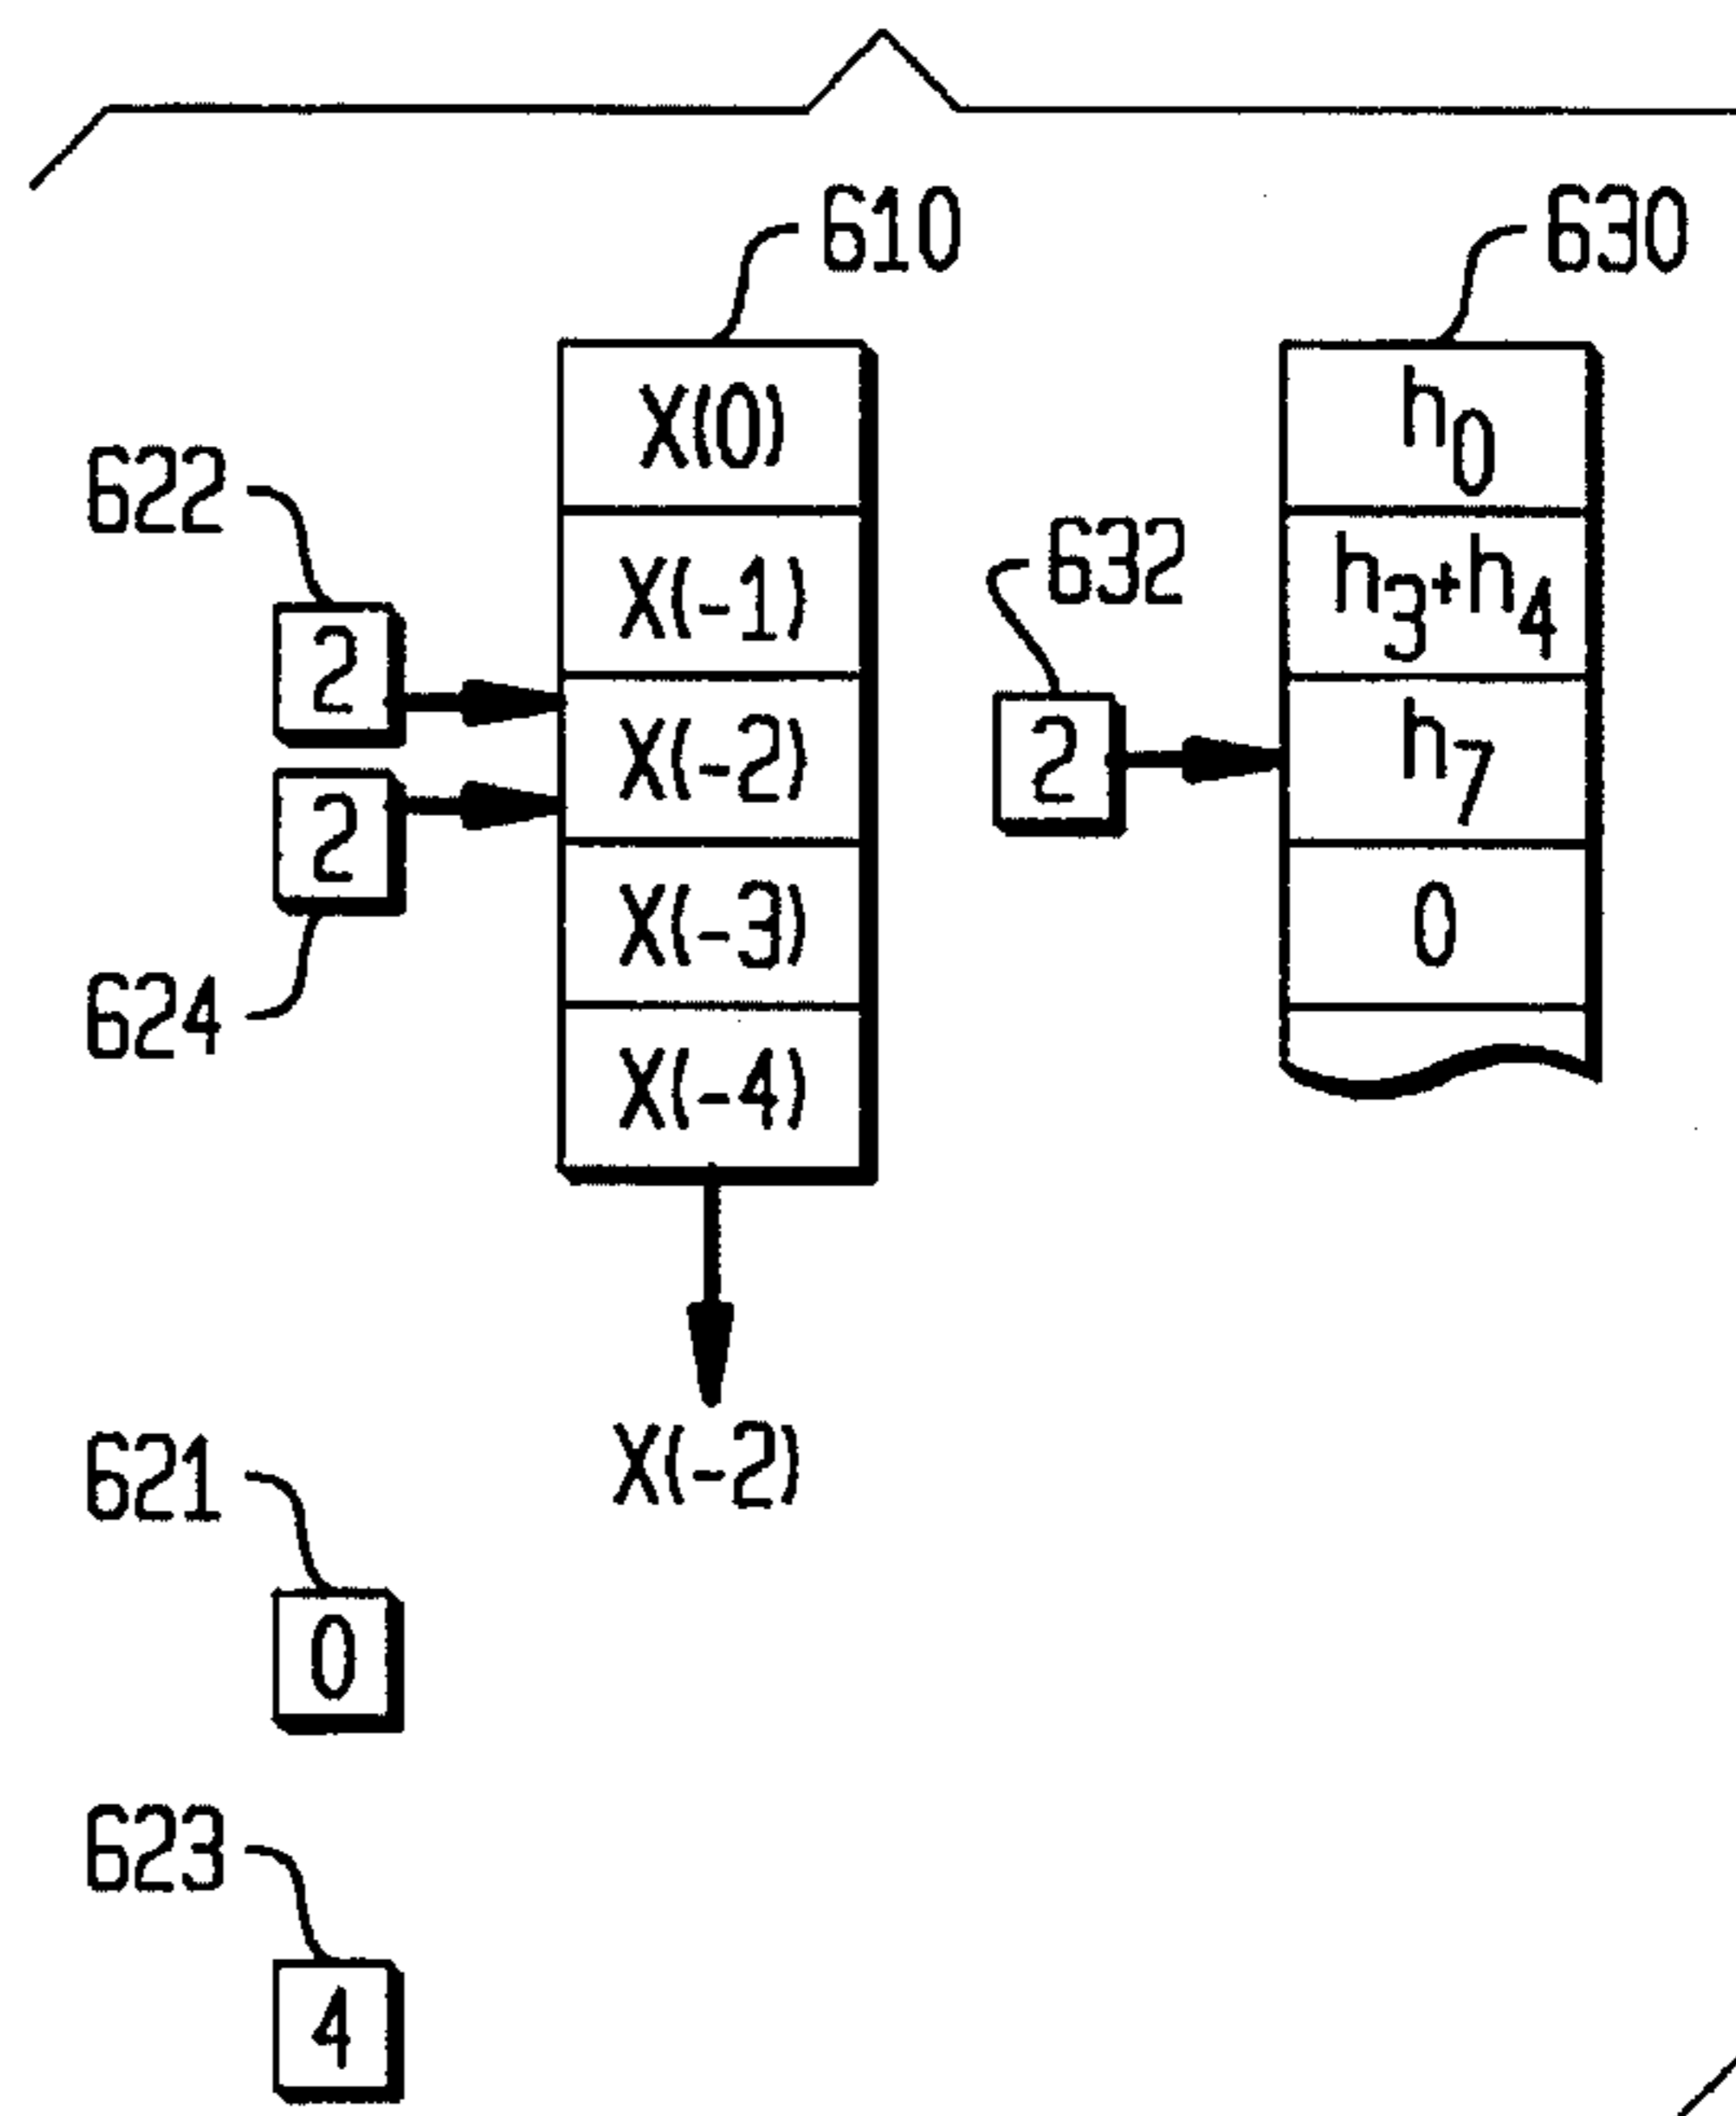 610
630
X(0)
h0
622
X(-1)
632
h3+h4
2
X(-2)
2
h7
2
X(-3)
0
624
X(-4)
X(-2)
621
0
623
4